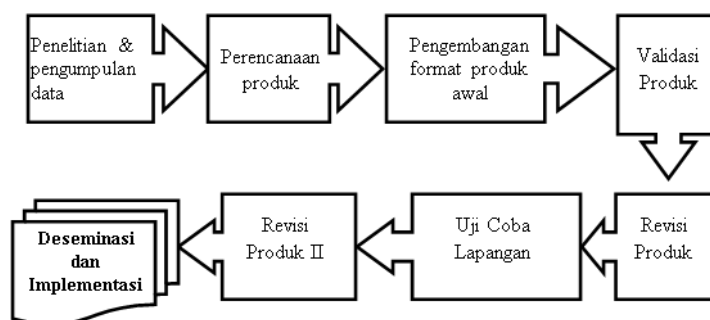 Penelitian &
pengumpulan
data
Perencanaan
produk
Pengembangan
format produk
awal
Validasi
Produk
Revisi
Produk
Uji Coba
Lapangan
Revisi
Produk II
Deseminasi
dan
Implementasi